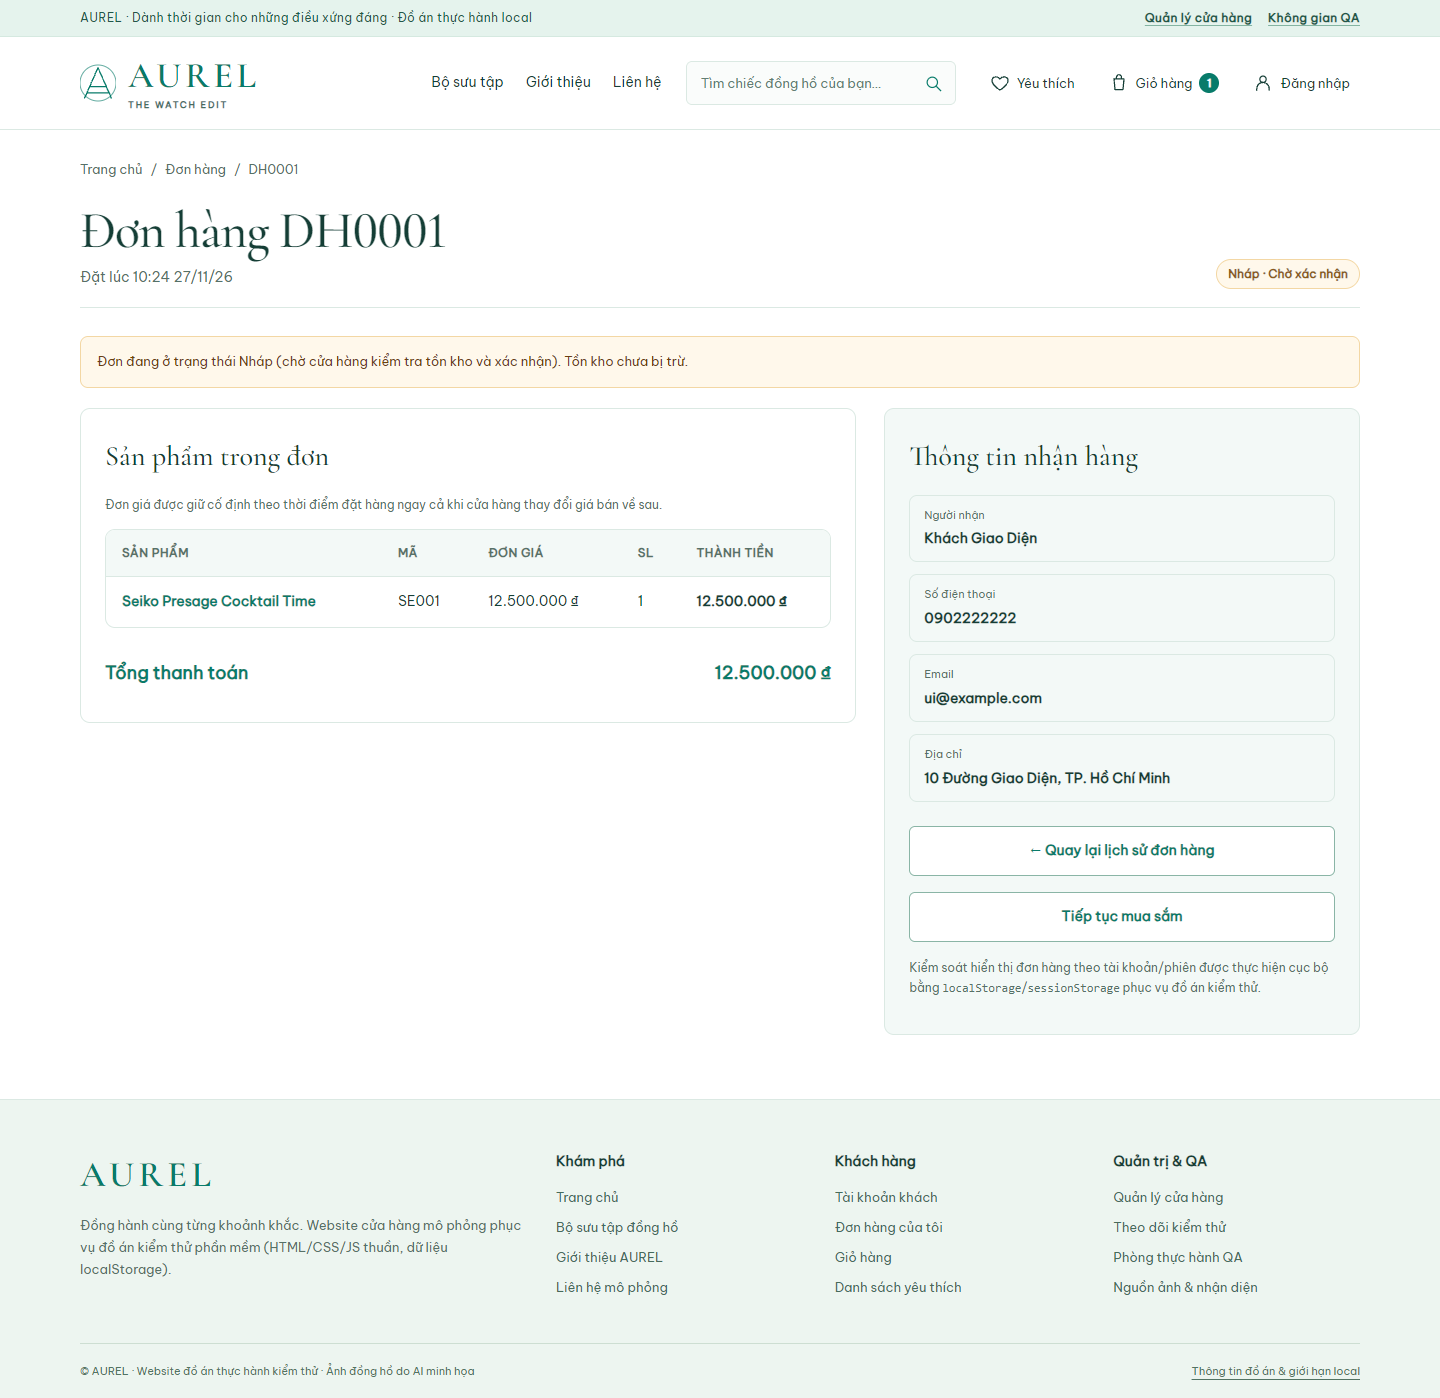 AUREL · Dành thời gian cho những điều xứng đáng · Đồ án thực hành local
Quản lý cửa hàng Không gian QA
AUREL
THE WATCH EDIT
Bộ sưu tập Giới thiệu Liên hệ Tìm chiếc đồng hồ của bạn... Yêu thích Giỏ hàng 1 Đăng nhập
Trang chủ / Đơn hàng / DH0001
Đơn hàng DH0001
Đặt lúc 10:24 27/11/26
Nháp · Chờ xác nhận
Đơn đang ở trạng thái Nháp (chờ cửa hàng kiểm tra tồn kho và xác nhận). Tồn kho chưa bị trừ.
Sản phẩm trong đơn
Đơn giá được giữ cố định theo thời điểm đặt hàng ngay cả khi cửa hàng thay đổi giá bán về sau.
SẢN PHẨM MÃ ĐƠN GIÁ SL THÀNH TIỀN
Seiko Presage Cocktail Time SE001 12.500.000 ₫ 1 12.500.000 ₫
Tổng thanh toán 12.500.000 ₫
Thông tin nhận hàng
Người nhận
Khách Giao Diện
Số điện thoại
0902222222
Email
ui@example.com
Địa chỉ
10 Đường Giao Diện, TP. Hồ Chí Minh
← Quay lại lịch sử đơn hàng
Tiếp tục mua sắm
Kiểm soát hiển thị đơn hàng theo tài khoản/phiên được thực hiện cục bộ
bằng localStorage/sessionStorage phục vụ đồ án kiểm thử.
AUREL
Đồng hành cùng từng khoảnh khắc. Website cửa hàng mô phỏng phục
vụ đồ án kiểm thử phần mềm (HTML/CSS/JS thuần, dữ liệu
localStorage).
Khám phá
Trang chủ
Bộ sưu tập đồng hồ
Giới thiệu AUREL
Liên hệ mô phỏng
Khách hàng
Tài khoản khách
Đơn hàng của tôi
Giỏ hàng
Danh sách yêu thích
Quản trị & QA
Quản lý cửa hàng
Theo dõi kiểm thử
Phòng thực hành QA
Nguồn ảnh & nhận diện
© AUREL · Website đồ án thực hành kiểm thử · Ảnh đồng hồ do AI minh họa
Thông tin đồ án & giới hạn local